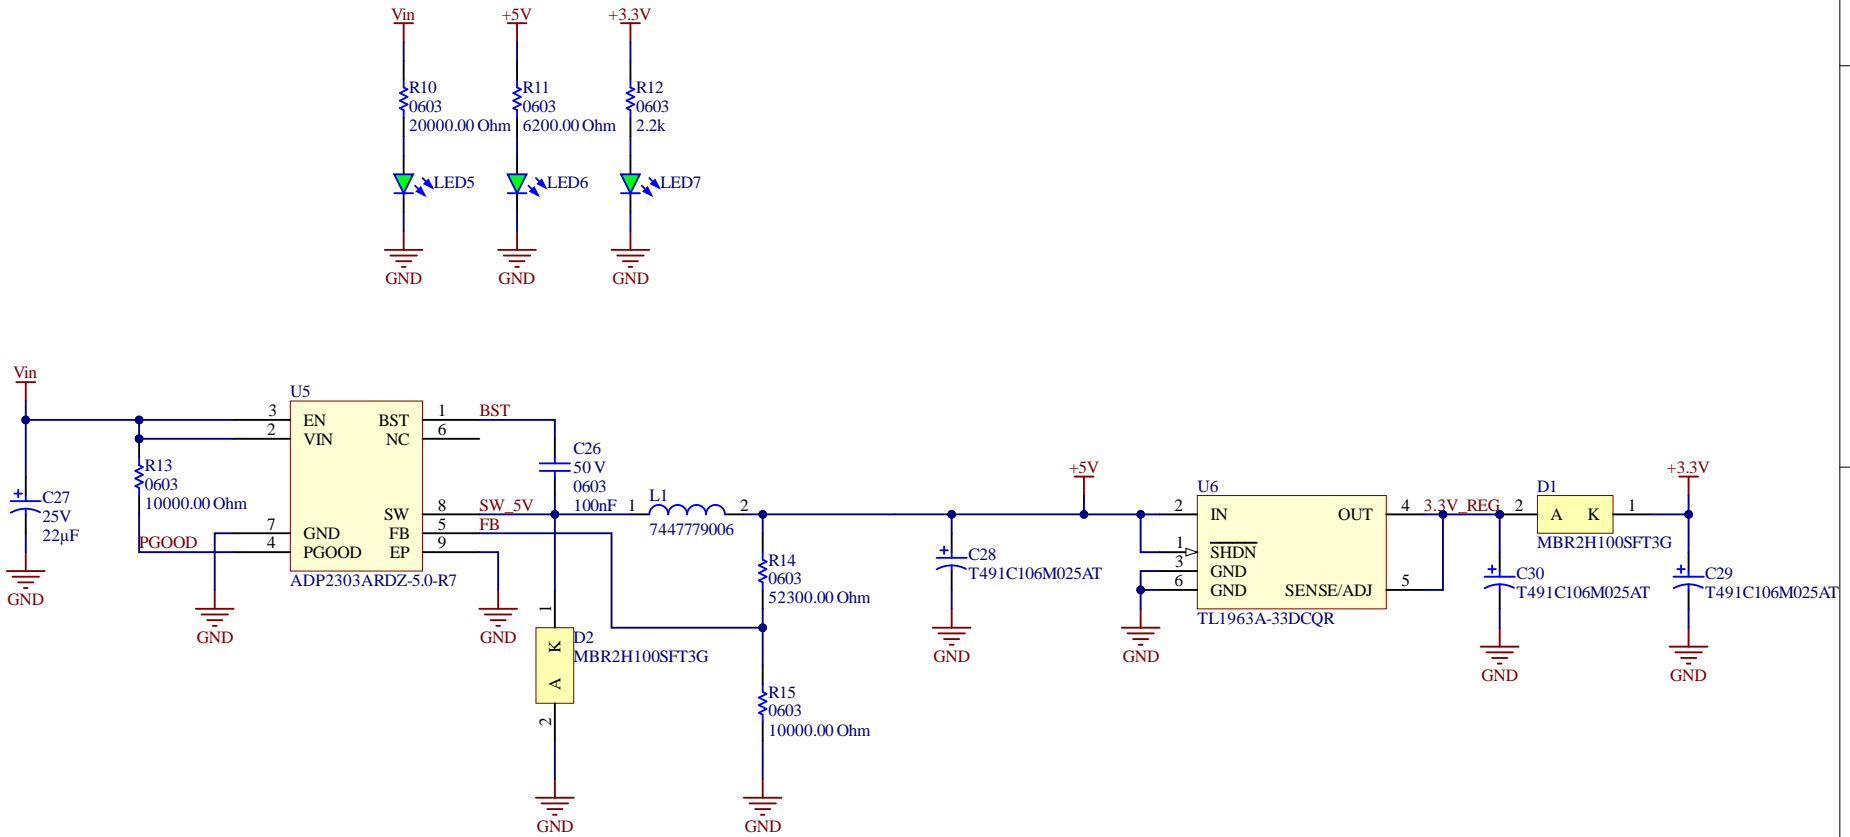 Vin
+5V
+3.3V
R10
0603
20000.00 Ohm
R11
0603
6200.00 Ohm
R12
0603
2.2k
LED5
LED6
LED7
GND
GND
GND
Vin
C27
25V
22µF
GND
R13
0603
10000.00 Ohm
PGOOD
GND
U5
3
EN
2
VIN
7
GND
4
PGOOD
BST
1
NC
6
SW
8
FB
5
EP
9
ADP2303ARDZ-5.0-R7
BST
SW_5V
FB
GND
C26
50 V
0603
100nF
1
L1
2
7447779006
1
K
A
2
D2
MBR2H100SFT3G
GND
R14
0603
52300.00 Ohm
R15
0603
10000.00 Ohm
GND
C28
T491C106M025AT
GND
+5V
U6
2
IN
1
SHDN
3
GND
6
GND
OUT
4
SENSE/ADJ
5
TL1963A-33DCQR
GND
3.3V_REG
2
D1
A K
1
MBR2H100SFT3G
C30
T491C106M025AT
GND
+3.3V
C29
T491C106M025AT
GND